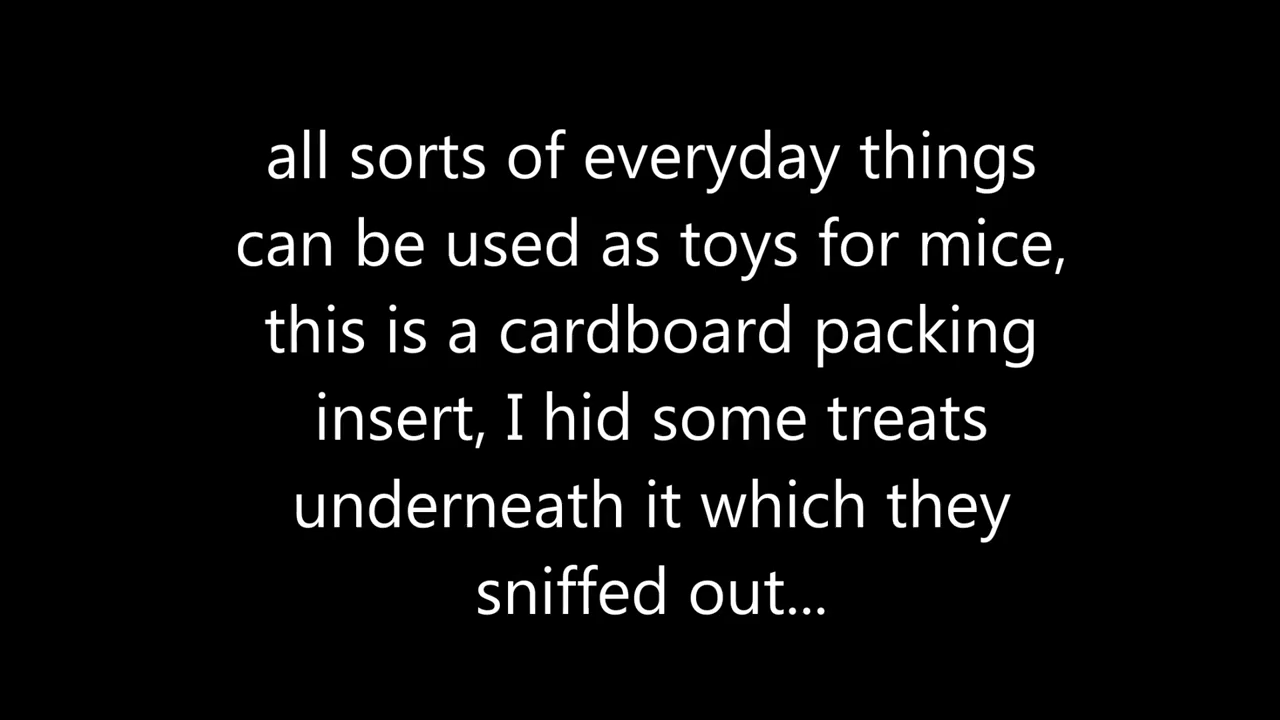 all sorts of everyday things
can be used as toys for mice,
this is a cardboard packing
insert, I hid some treats
underneath it which they
sniffed out...